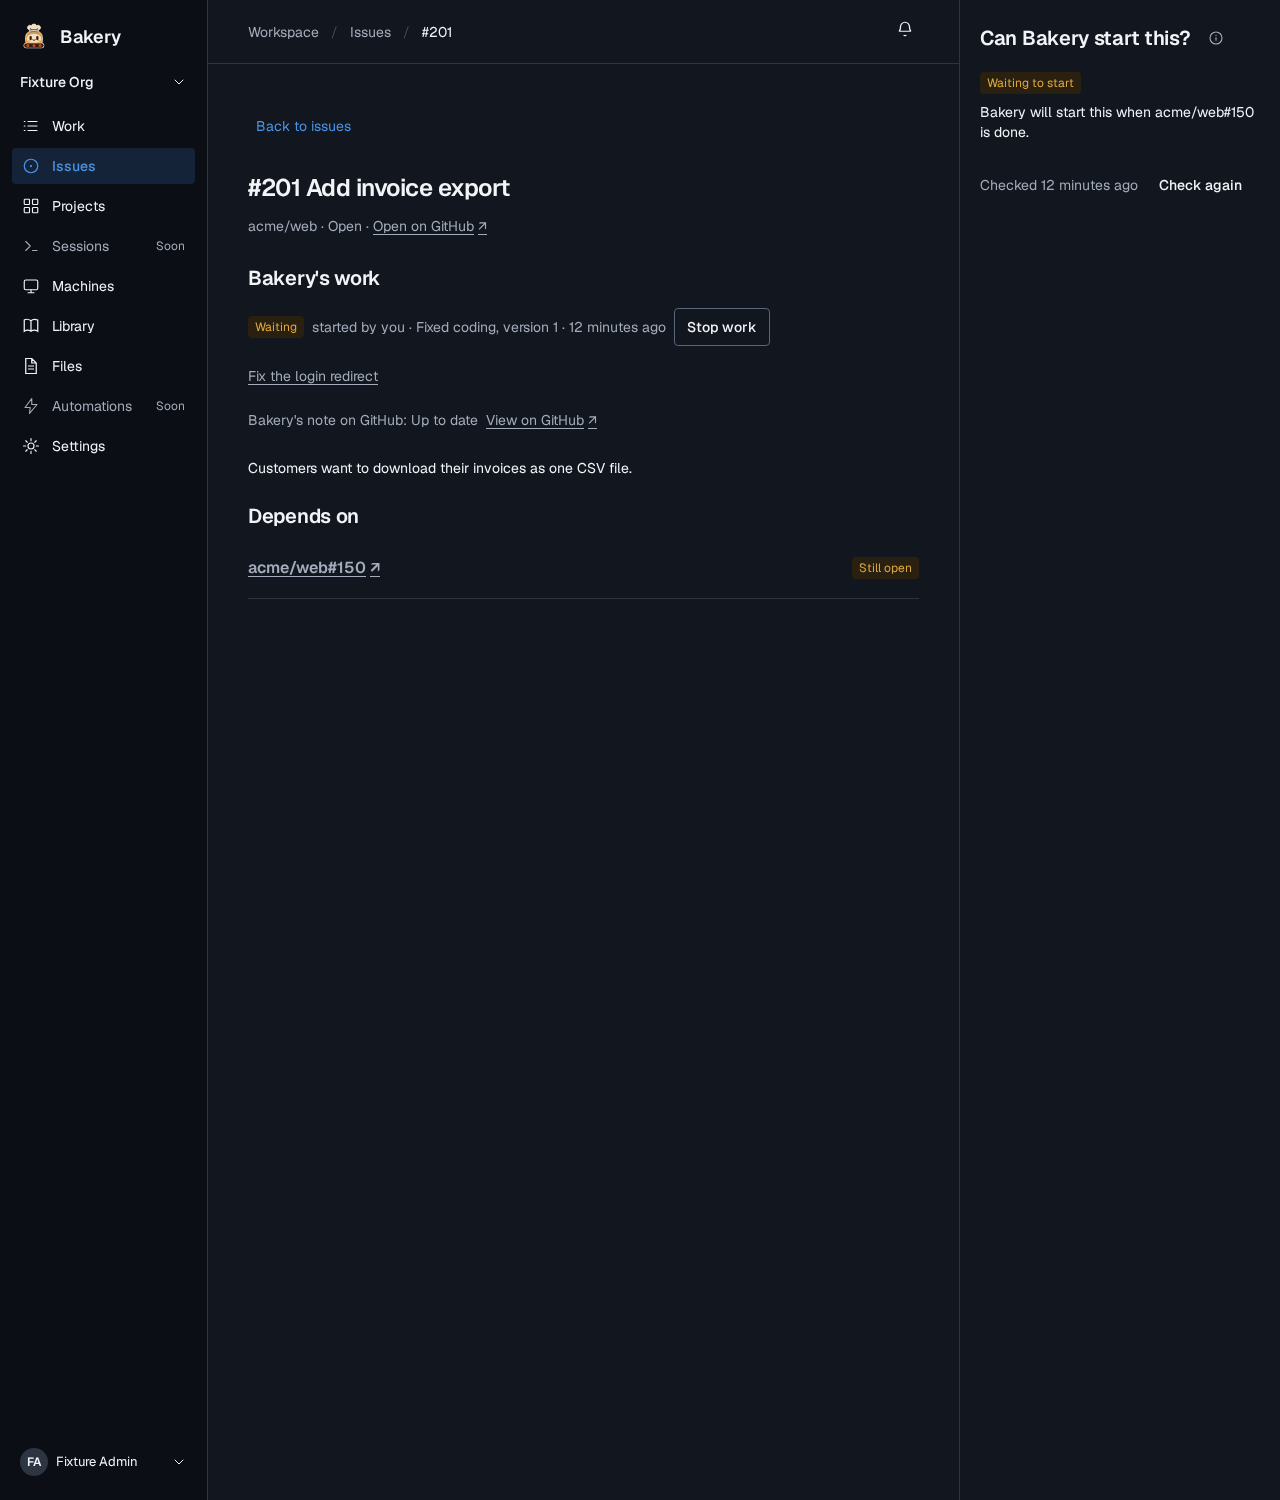 Bakery
Fixture Org
Work
Issues
Projects
Sessions Soon
Machines
Library
Files
Automations Soon
Settings
FA Fixture Admin
Workspace / Issues / #201
Back to issues
#201 Add invoice export
acme/web · Open · Open on GitHub ↗
Bakery's work
Waiting started by you · Fixed coding, version 1 · 12 minutes ago Stop work
Fix the login redirect
Bakery's note on GitHub: Up to date View on GitHub ↗
Customers want to download their invoices as one CSV file.
Depends on
acme/web#150 ↗ Still open
Can Bakery start this?
Waiting to start
Bakery will start this when acme/web#150
is done.
Checked 12 minutes ago Check again